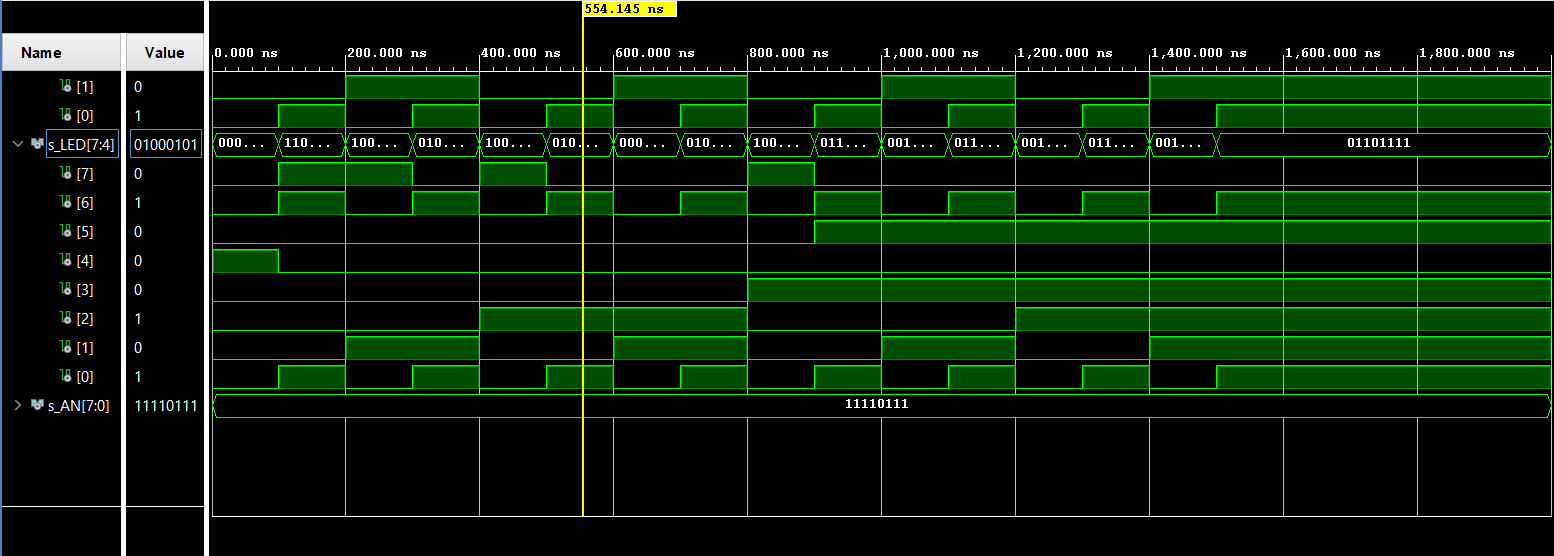 554.145 ns
Name Value 0.000 ns 200.000 ns 400.000 ns 600.000 ns 800.000 ns 1,000.000 ns 1,200.000 ns 1,400.000 ns 1,600.000 ns 1,800.000 ns
[1] 0
[0] 1
s_LED[7:4] 01000101 000... 110... 100... 010... 100... 010... 000... 010... 100... 011... 001... 011... 001... 011... 001... 01101111
[7] 0
[6] 1
[5] 0
[4] 0
[3] 0
[2] 1
[1] 0
[0] 1
s_AN[7:0] 11110111 11110111